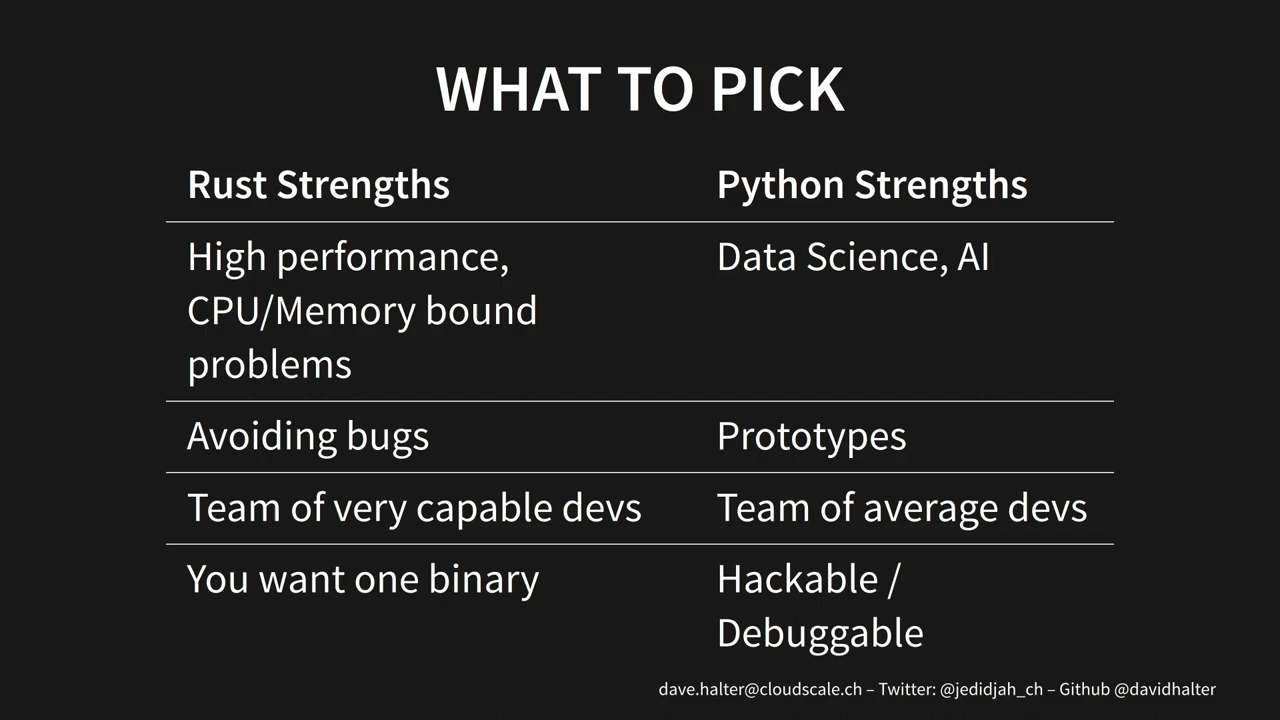 WHAT TO PICK
Rust Strengths
Python Strengths
High performance,
CPU/Memory bound
problems
Data Science, AI
Avoiding bugs
Prototypes
Team of very capable devs
Team of average devs
You want one binary
Hackable /
Debuggable
dave.halter@cloudscale.ch – Twitter: @jedidjah_ch – Github @davidhalter